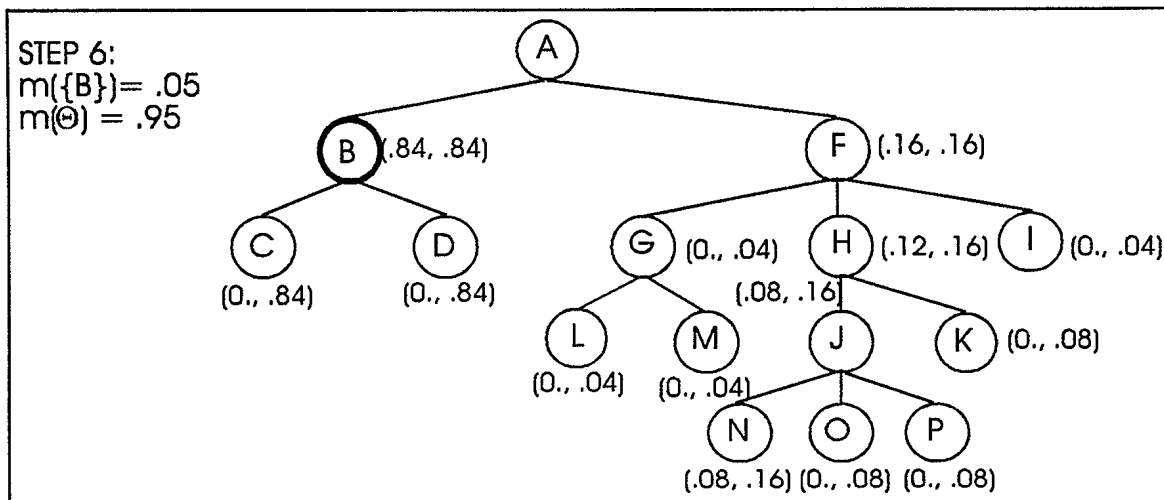 STEP 6:
m({B})= .05
m(Θ) = .95
A
B (.84, .84)
F (.16, .16)
C
D
G (0., .04)
H (.12, .16)
I (0., .04)
(0., .84)
(0., .84)
(.08, .16)
L
M
J
K (0., .08)
(0., .04)
(0., .04)
N
O
P
(.08, .16)
(0., .08)
(0., .08)